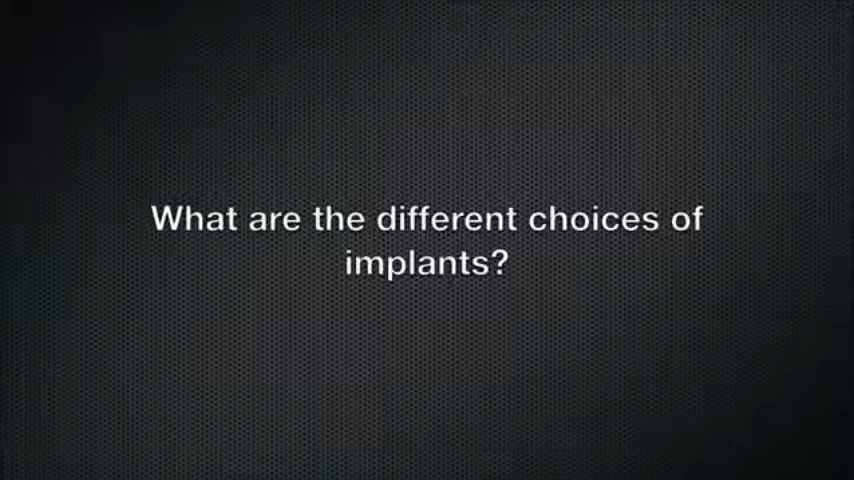 What are the different choices of
implants?